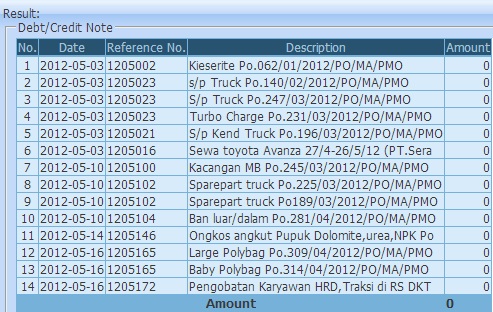 Result:
Debt/Credit Note
No. Date Reference No. Description Amount
1 2012-05-03 1205002 Kieserite Po.062/01/2012/PO/MA/PMO 0
2 2012-05-03 1205023 s/p Truck Po.140/02/2012/PO/MA/PMO 0
3 2012-05-03 1205023 S/p Truck Po.247/03/2012/PO/MA/PMO 0
4 2012-05-03 1205023 Turbo Charge Po.231/03/2012/PO/MA/PMO 0
5 2012-05-03 1205021 S/p Kend Truck Po.196/03/2012/PO/MA/PMO 0
6 2012-05-03 1205016 Sewa toyota Avanza 27/4-26/5/12 (PT.Sera 0
7 2012-05-10 1205100 Kacangan MB Po.245/03/2012/PO/MA/PMO 0
8 2012-05-10 1205102 Sparepart truck Po.225/03/2012/PO/MA/PMO 0
9 2012-05-10 1205102 Sparepart truck Po189/03/2012/PO/MA/PMO 0
10 2012-05-10 1205104 Ban luar/dalam Po.281/04/2012/PO/MA/PMO 0
11 2012-05-14 1205146 Ongkos angkut Pupuk Dolomite,urea,NPK Po 0
12 2012-05-16 1205165 Large Polybag Po.309/04/2012/PO/MA/PMO 0
13 2012-05-16 1205165 Baby Polybag Po.314/04/2012/PO/MA/PMO 0
14 2012-05-16 1205172 Pengobatan Karyawan HRD,Traksi di RS DKT 0
Amount 0